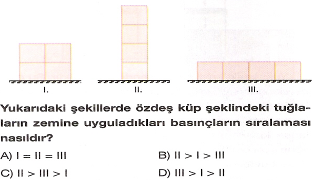 I. II. III.
Yukarıdaki şekillerde özdeş küp şeklindeki tuğla-
ların zemine uyguladıkları basınçların sıralaması
nasıldır?
A) I = II = III B) II > I > III
C) II > III > I D) III > I > II